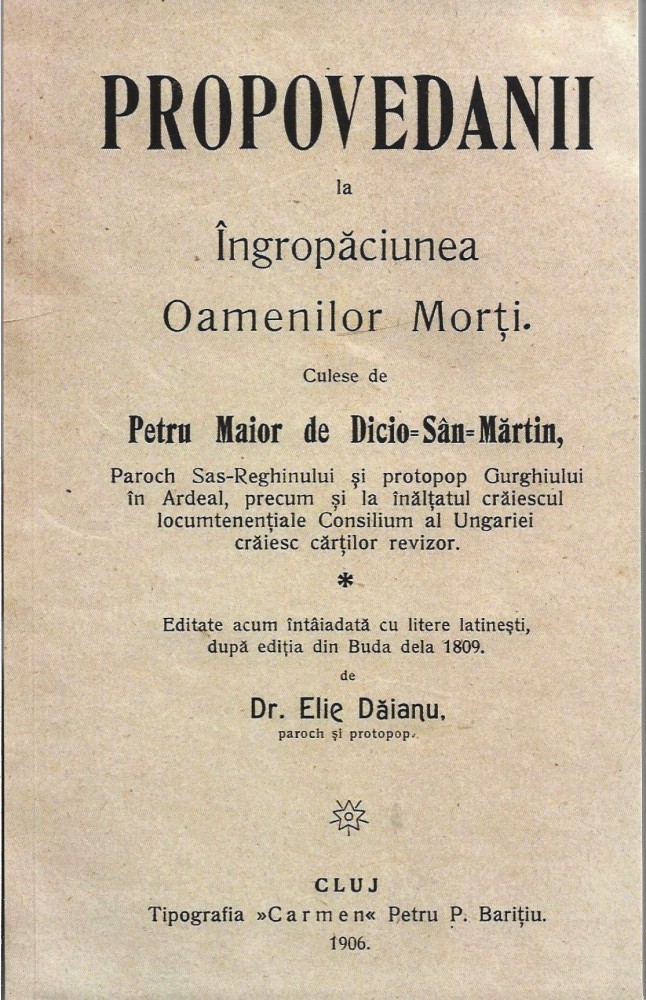 PROPOVEDANII
la
Îngropăciunea
Oamenilor Morți.
Culese de
Petru Maior de Dicio=Sân=Mărtin,
Paroch Sas-Reghinului și protopop Gurghiului
în Ardeal, precum și la înălțatul crăiescul
locumtenențiale Consilium al Ungariei
crăiesc cărților revizor.
*
Editate acum întâiadată cu litere latinești,
după ediția din Buda dela 1809.
de
Dr. Elie Dăianu,
paroch și protopop.
CLUJ
Tipografia »Carmen« Petru P. Barițiu.
1906.